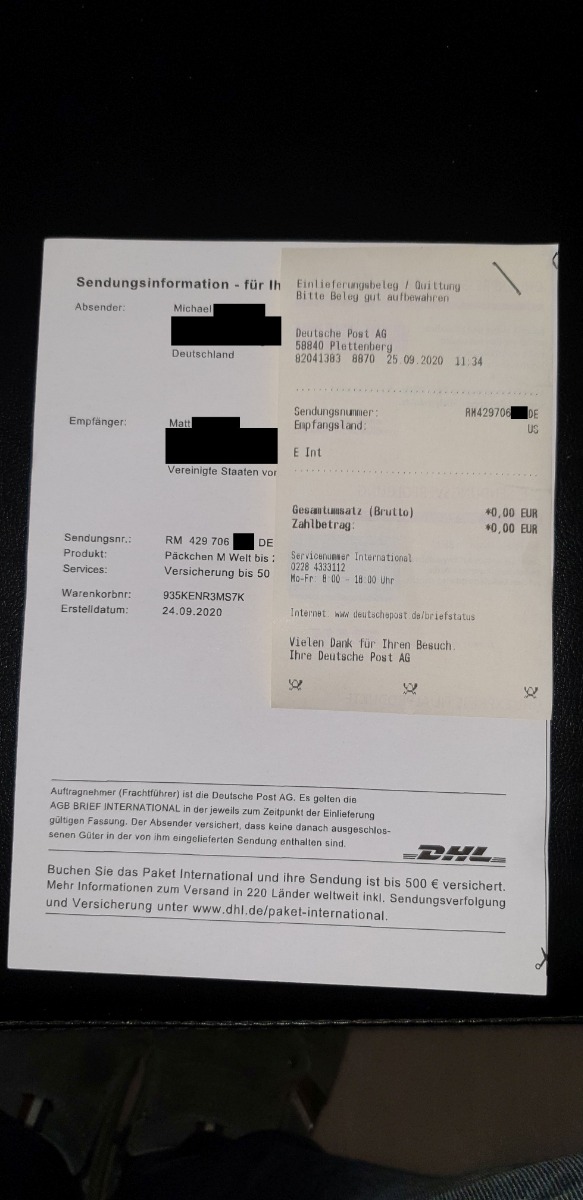 Sendungsinformation - für Ih
Absender:
Michael
Deutschland
Empfänger:
Matt
Vereinigte Staaten von
Sendungsnr.: RM 429 706 DE
Produkt: Päckchen M Welt bis
Services: Versicherung bis 50
Warenkorbnr: 935KENR3MS7K
Erstelldatum: 24.09.2020
Einlieferungsbeleg / Quittung
Bitte Beleg gut aufbewahren
Deutsche Post AG
58840 Plettenberg
82041383 8870 25.09.2020 11.34
Sendungsnummer: RM429706 DE
Empfangsland: US
E Int
Gesamtumsatz (Brutto) *0,00 EUR
Zahlbetrag: *0,00 EUR
Servicenummer International
0228 4333112
Mo-Fr: 8:00 - 18:00 Uhr
Internet: www.deutschepost.de/briefstatus
Vielen Dank für Ihren Besuch.
Ihre Deutsche Post AG
Auftragnehmer (Frachtführer) ist die Deutsche Post AG. Es gelten die
AGB BRIEF INTERNATIONAL in der jeweils zum Zeitpunkt der Einlieferung
gültigen Fassung. Der Absender versichert, dass keine danach ausgeschlos-
senen Güter in der von ihm eingelieferten Sendung enthalten sind.
DHL
Buchen Sie das Paket International und ihre Sendung ist bis 500 € versichert.
Mehr Informationen zum Versand in 220 Länder weltweit inkl. Sendungsverfolgung
und Versicherung unter www.dhl.de/paket-international.